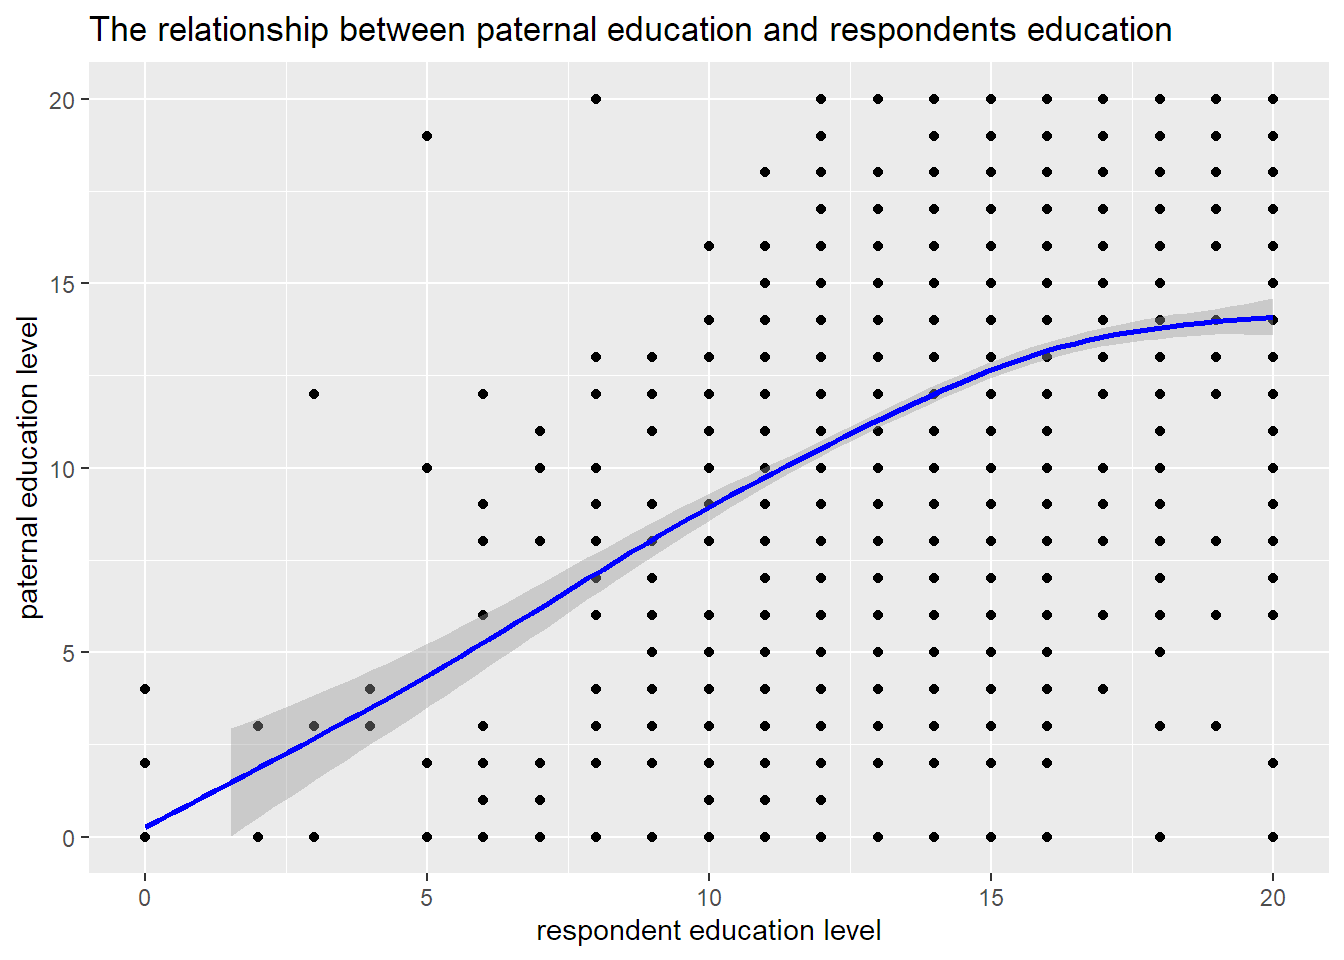 The relationship between paternal education and respondents education
20
15
10
5
0
paternal education level
0 5 10 15 20
respondent education level